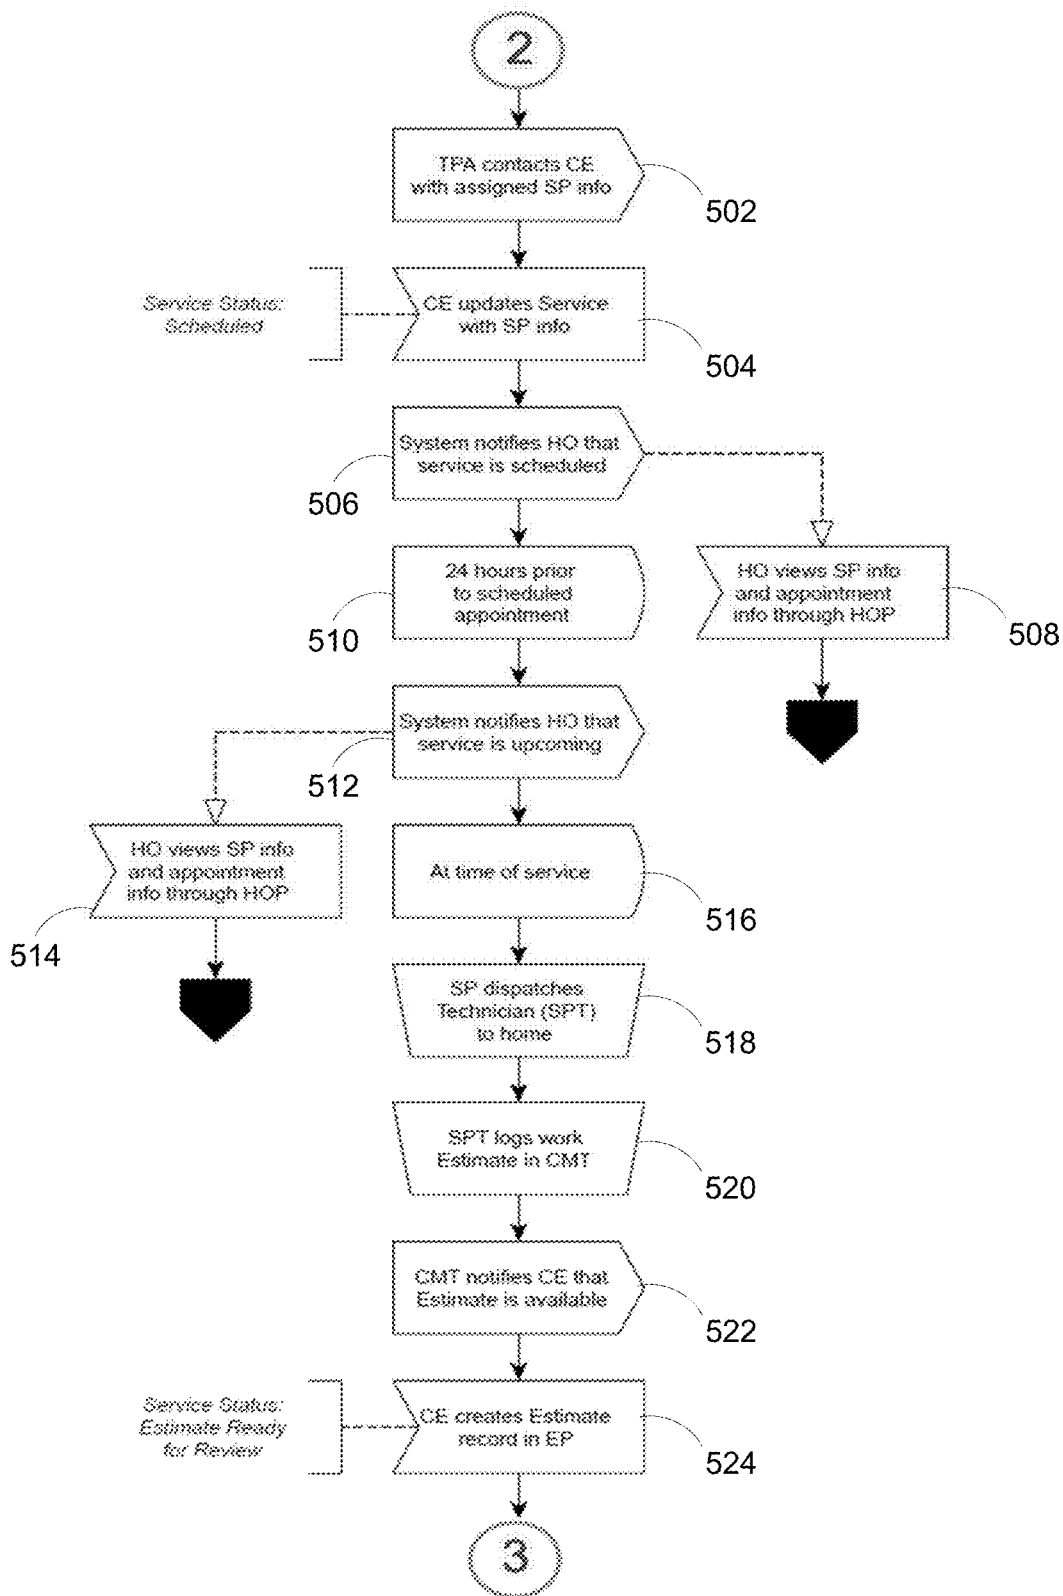 2
TPA contacts CE
with assigned SP info
502
Service Status:
Scheduled
CE updates Service
with SP info
504
System notifies HO that
service is scheduled
506
24 hours prior
to scheduled
appointment
510
HO views SP info
and appointment
info through HOP
508
System notifies HO that
service is upcoming
512
HO views SP info
and appointment
info through HOP
514
At time of service
516
SP dispatches
Technician (SPT)
to home
518
SPT logs work
Estimate in CMT
520
CMT notifies CE that
Estimate is available
522
Service Status:
Estimate Ready
for Review
CE creates Estimate
record in EP
524
3